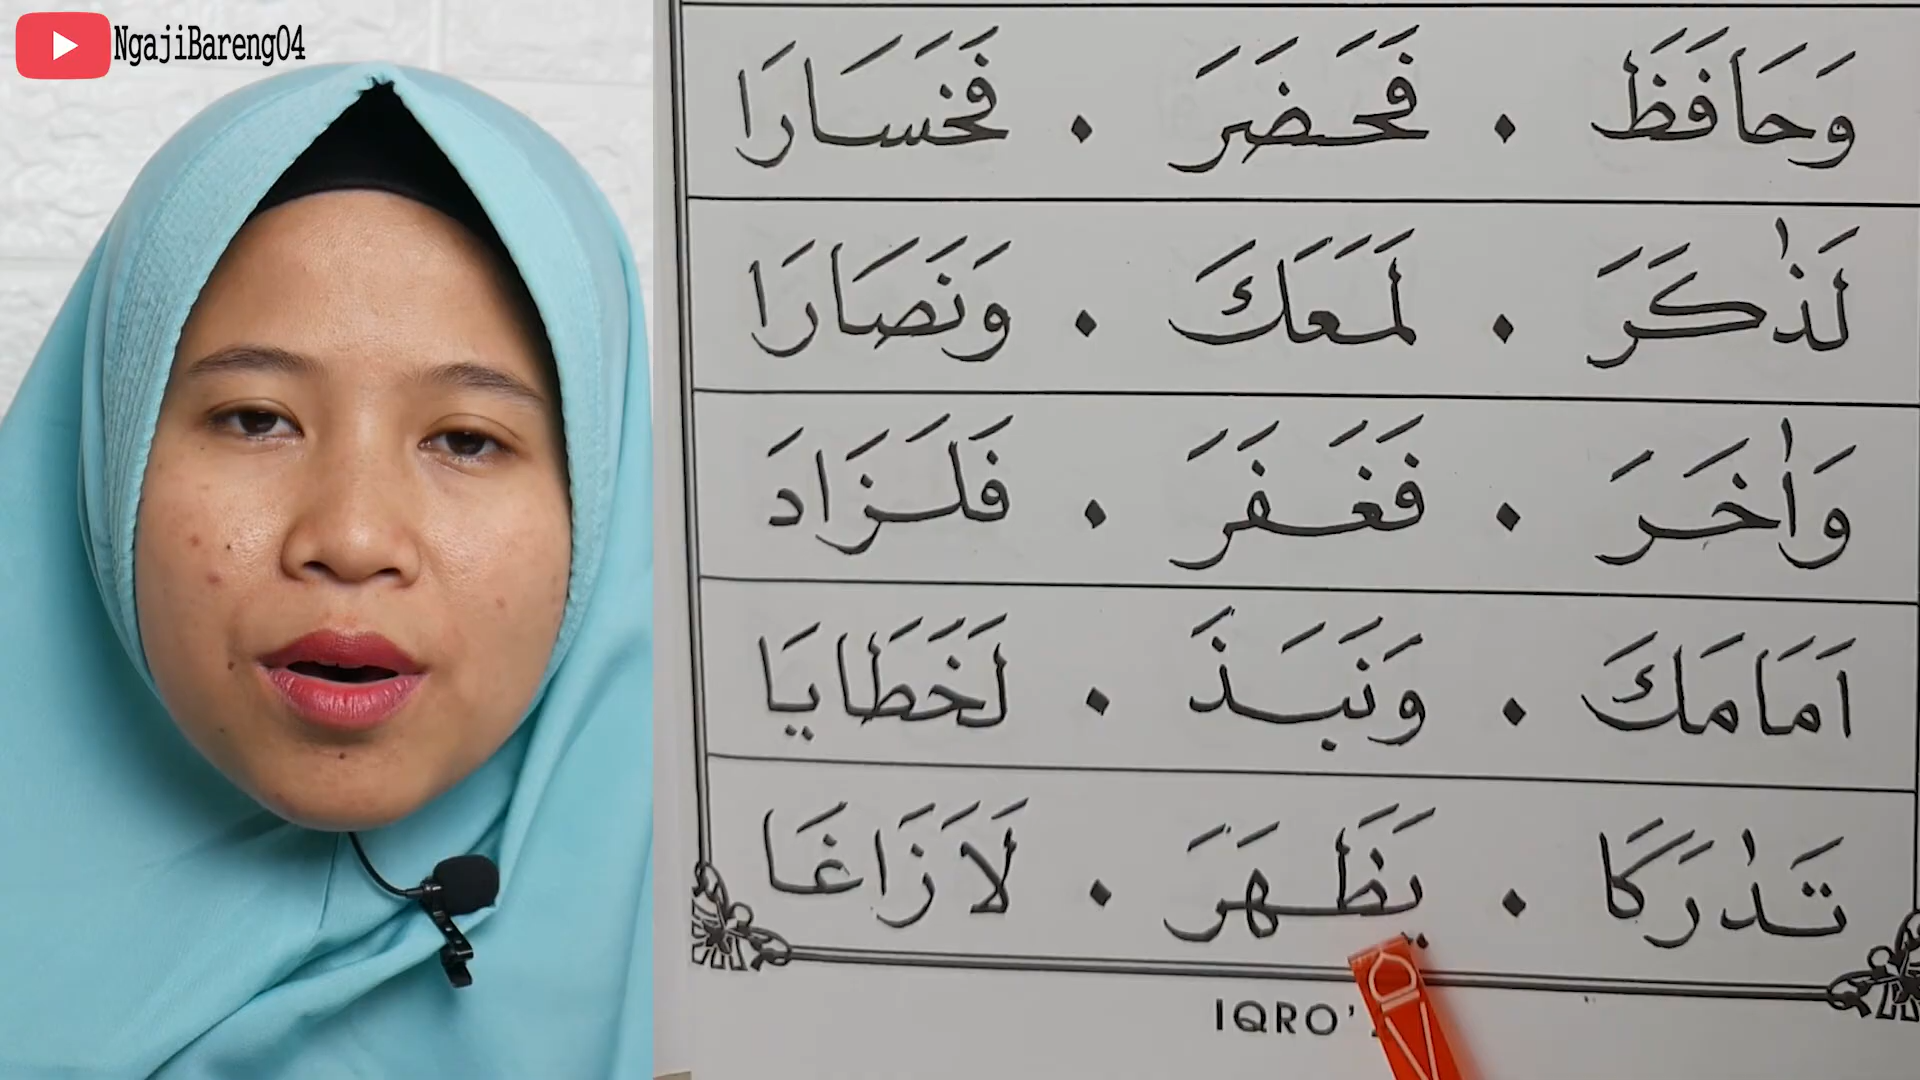 NgajiBareng04
وَحَافَظَ • فَحَضَرَ • فَخَسَارَا
لَذٰكَرَ • لَمَعَكَ • وَنَصَارَا
وَاٰخَرَ • فَغَفَرَ • فَلَزَادَ
اَمَامَكَ • وَنَبَذَ • لَخَطَايَا
تَدٰرَكَا • يَظَهَرَ • لَازَاغَا
IQRO'